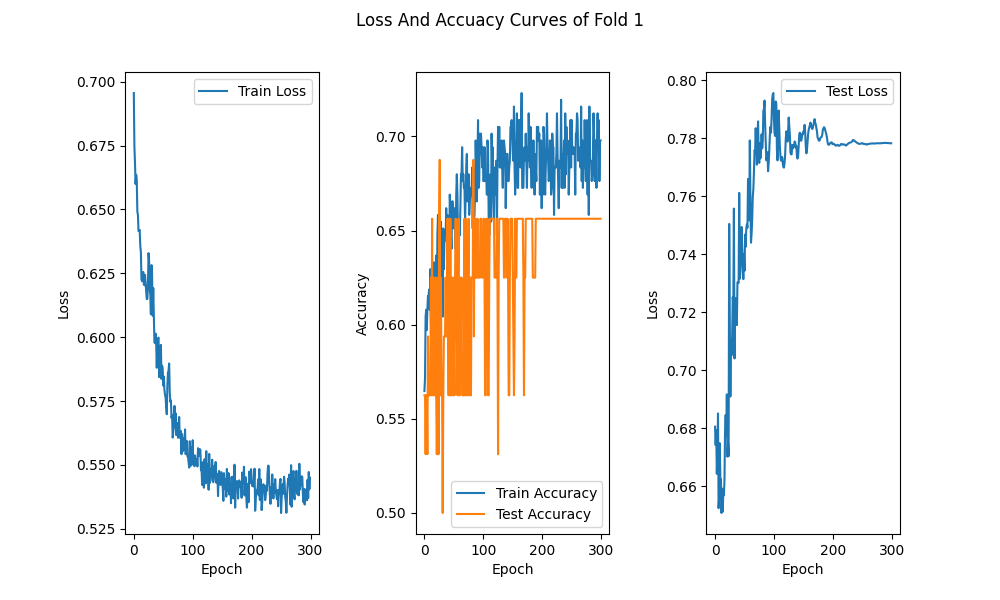 Loss And Accuacy Curves of Fold 1
Train Loss
0.700
0.675
0.650
0.625
0.600
0.575
0.550
0.525
Loss
0 100 200 300
Epoch
0.70
0.65
0.60
0.55
0.50
Accuracy
Train Accuracy
Test Accuracy
0 100 200 300
Epoch
Test Loss
0.80
0.78
0.76
0.74
0.72
0.70
0.68
0.66
Loss
0 100 200 300
Epoch